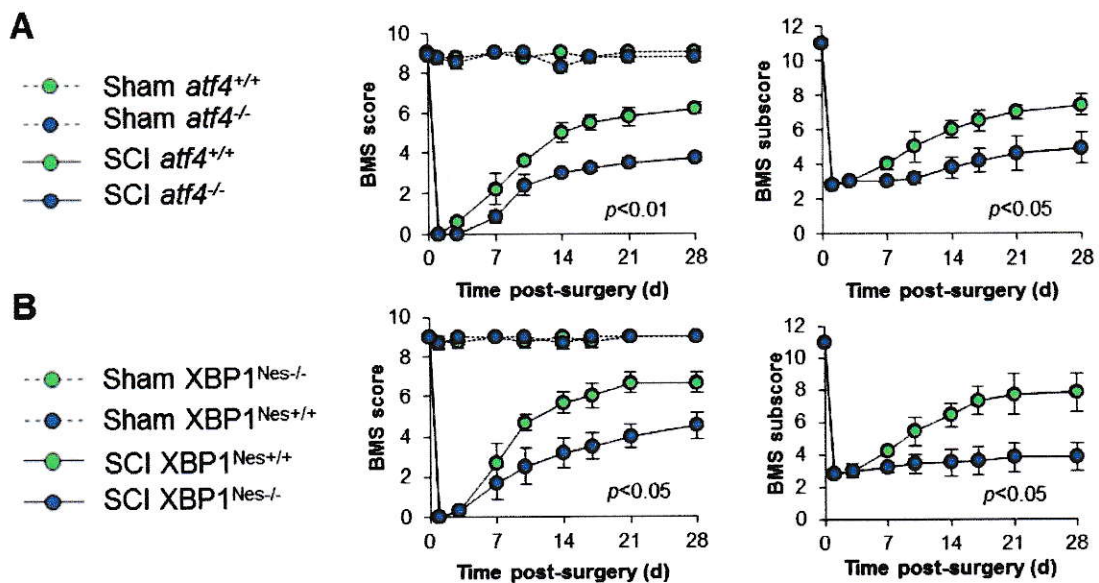 A
Sham atf4+/+
Sham atf4-/-
SCI atf4+/+
SCI atf4-/-
BMS score
10
8
6
4
2
0
p<0.01
0 7 14 21 28
Time post-surgery (d)
BMS subscore
12
10
8
6
4
2
0
p<0.05
0 7 14 21 28
Time post-surgery (d)
B
Sham XBP1Nes-/-
Sham XBP1Nes+/+
SCI XBP1Nes+/+
SCI XBP1Nes-/-
BMS score
10
8
6
4
2
0
p<0.05
0 7 14 21 28
Time post-surgery (d)
BMS subscore
12
10
8
6
4
2
0
p<0.05
0 7 14 21 28
Time post-surgery (d)